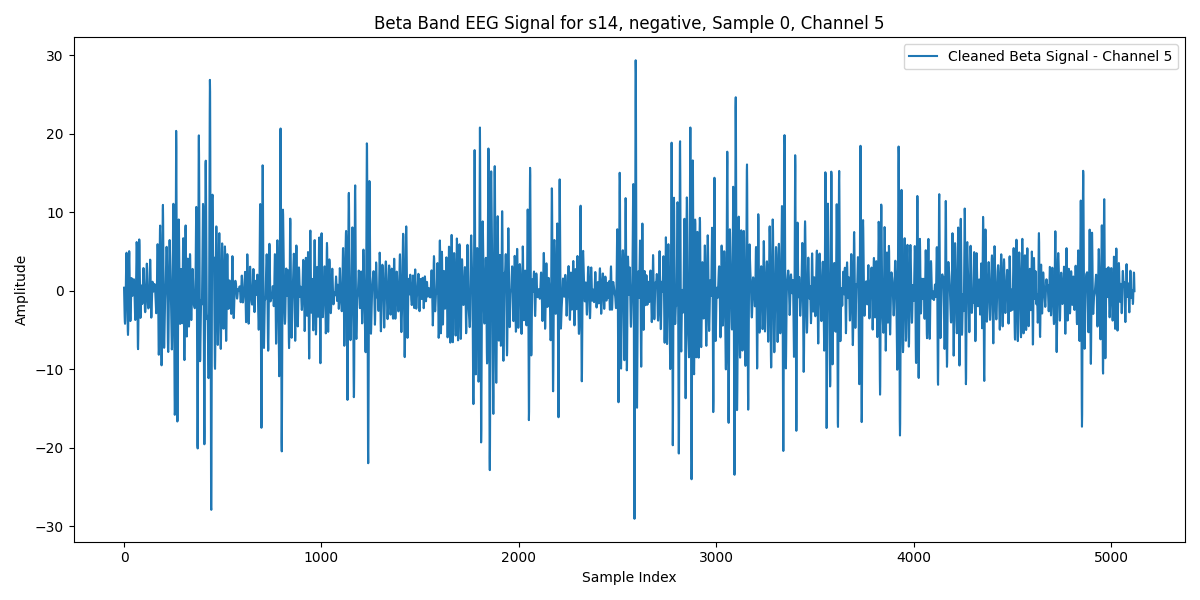 Beta Band EEG Signal for s14, negative, Sample 0, Channel 5
Cleaned Beta Signal - Channel 5
Amplitude
30
20
10
0
−10
−20
−30
0 1000 2000 3000 4000 5000
Sample Index